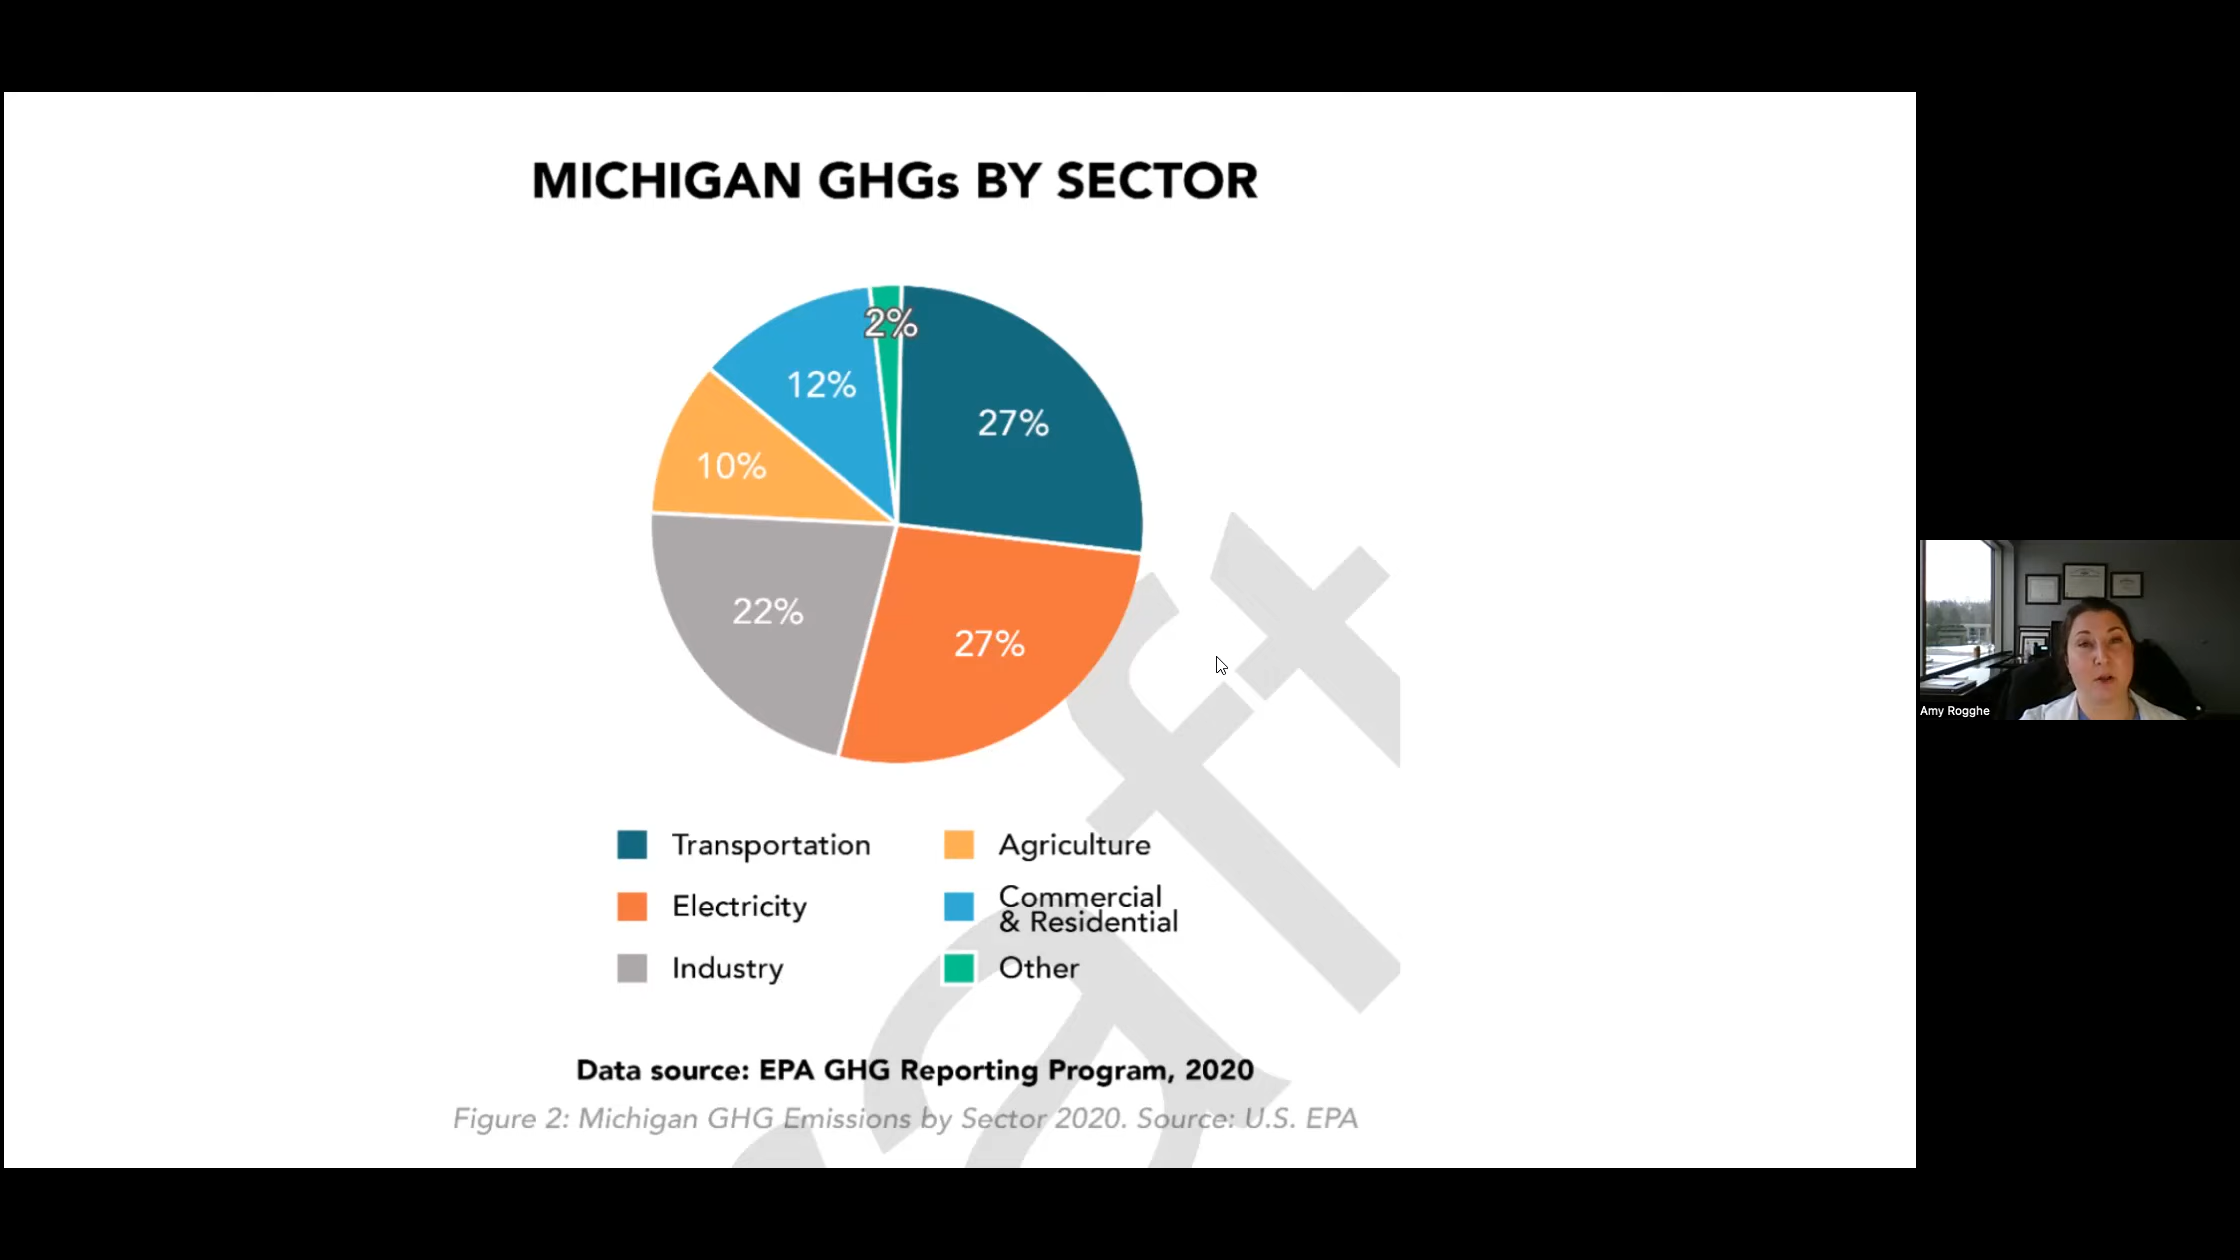 MICHIGAN GHGs BY SECTOR
2%
12%
27%
10%
22%
27%
Transportation
Agriculture
Electricity
Commercial
& Residential
Industry
Other
Data source: EPA GHG Reporting Program, 2020
Figure 2: Michigan GHG Emissions by Sector 2020. Source: U.S. EPA
Amy Rogghe